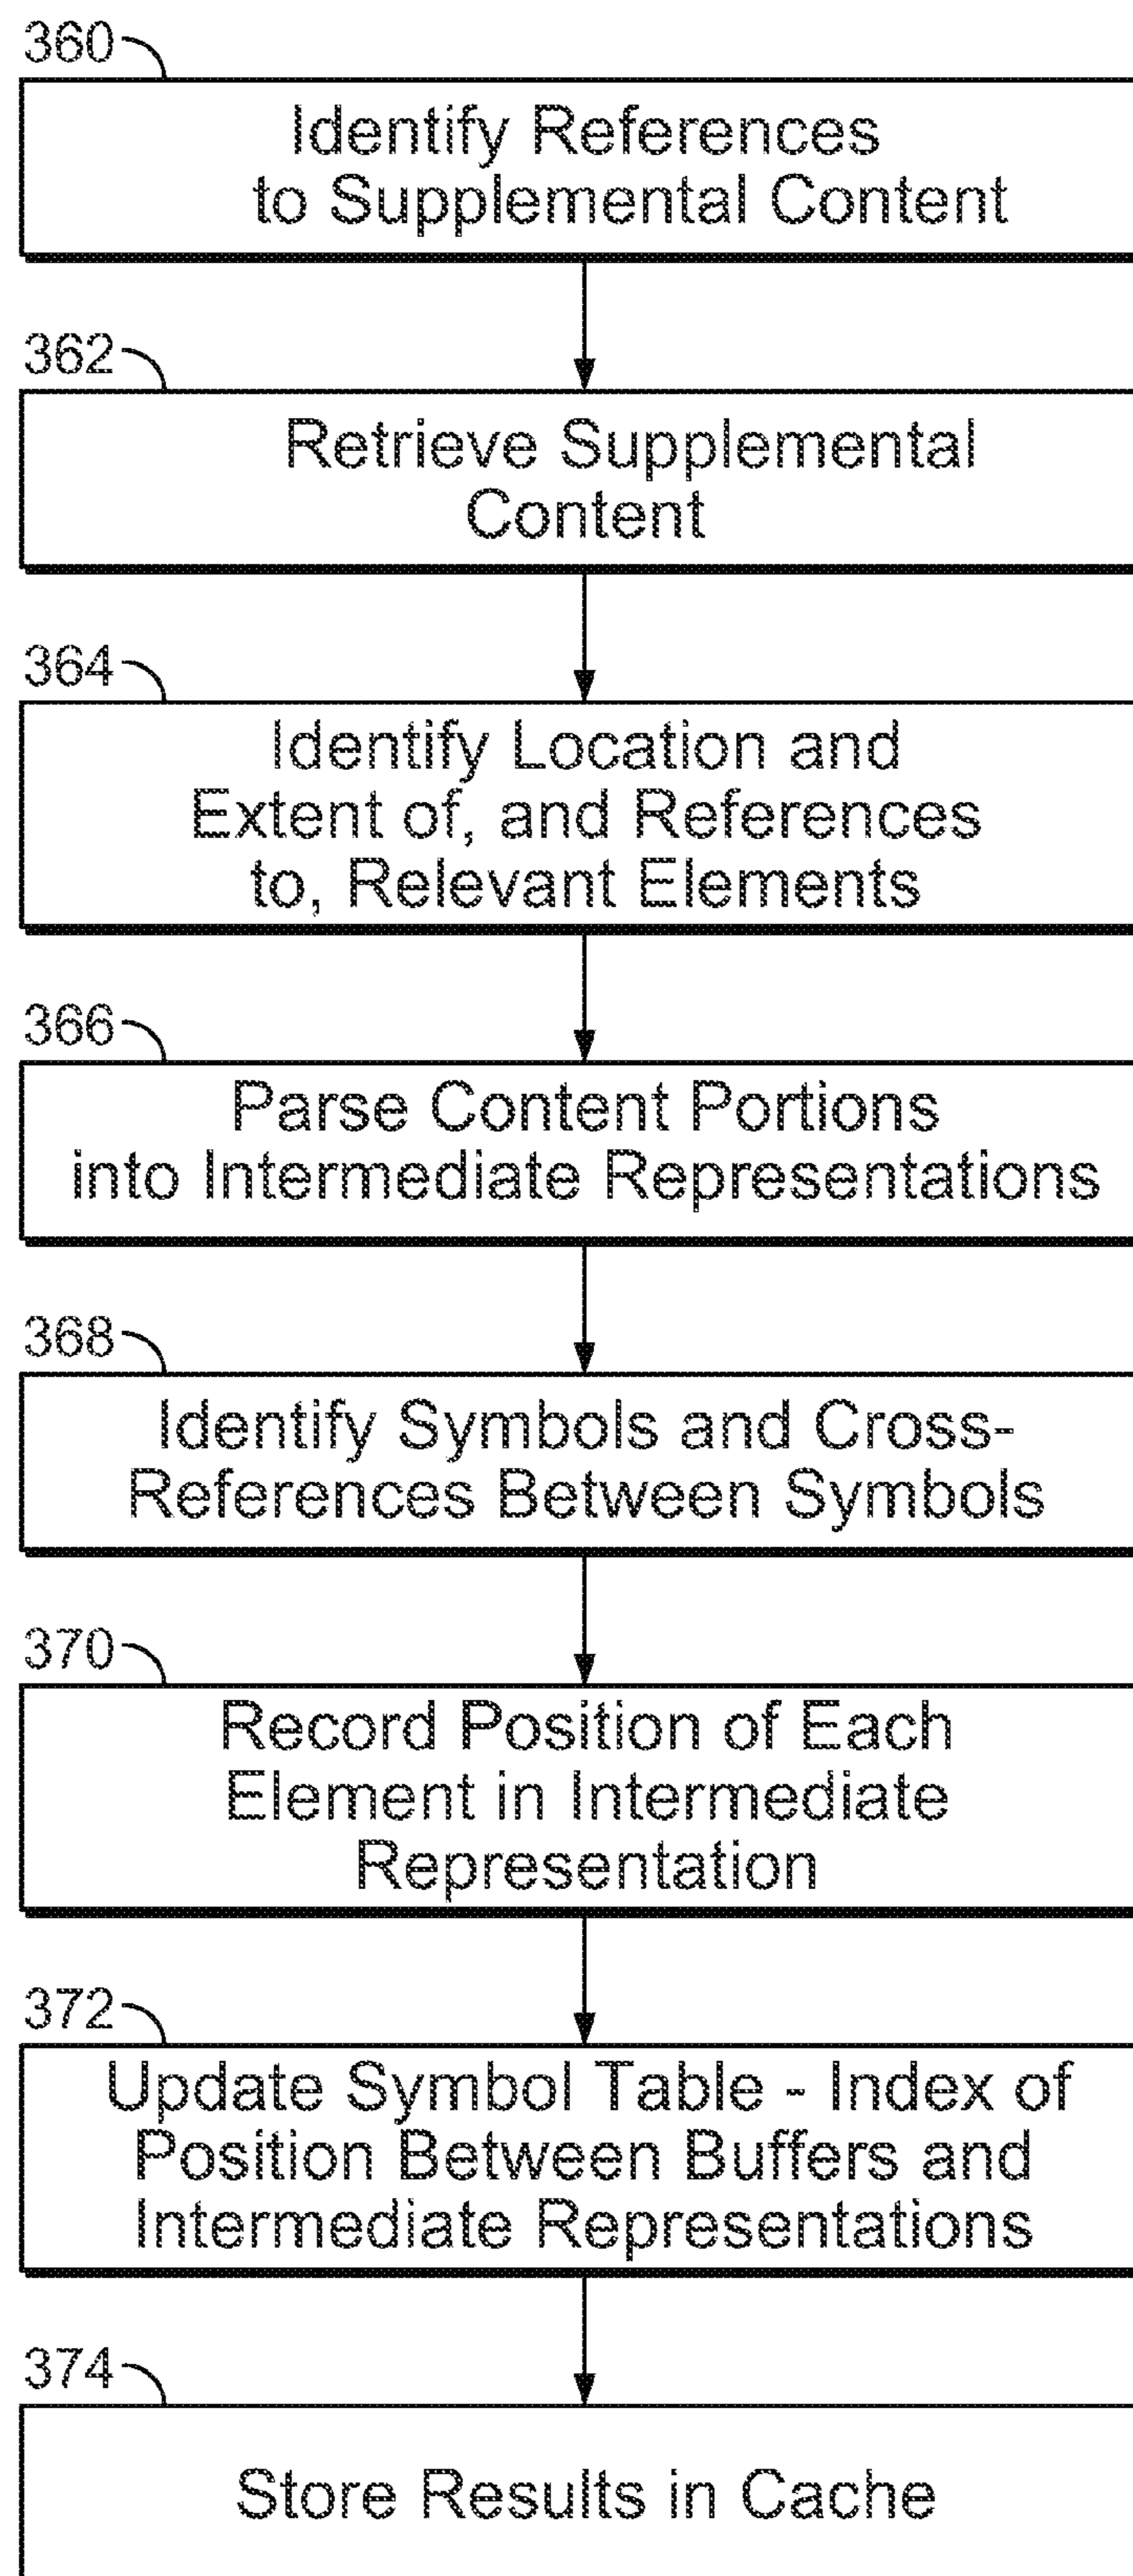 360
Identify References
to Supplemental Content
362
Retrieve Supplemental
Content
364
Identify Location and
Extent of, and References
to, Relevant Elements
366
Parse Content Portions
into Intermediate Representations
368
Identify Symbols and Cross-
References Between Symbols
370
Record Position of Each
Element in Intermediate
Representation
372
Update Symbol Table - Index of
Position Between Buffers and
Intermediate Representations
374
Store Results in Cache